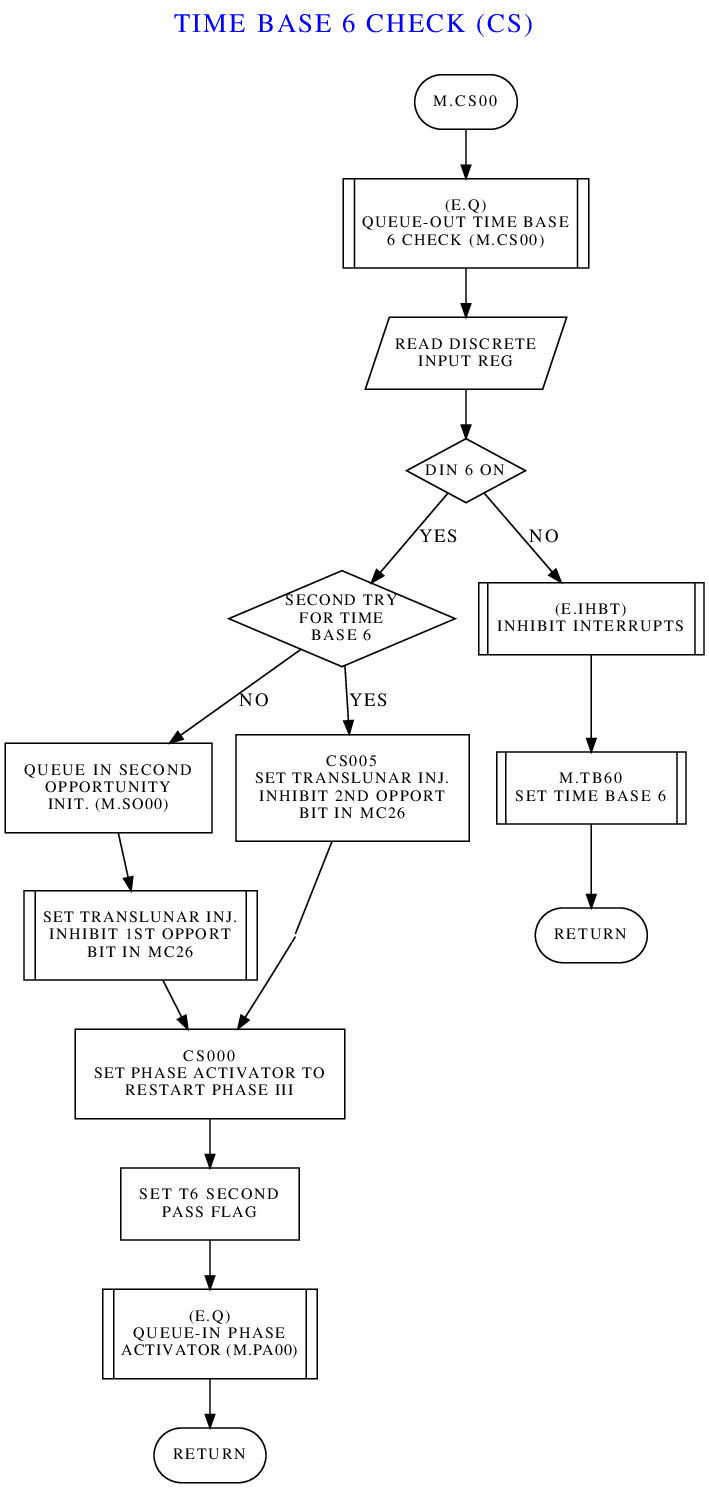 TIME BASE 6 CHECK (CS)
M.CS00
(E.Q)
QUEUE-OUT TIME BASE
6 CHECK (M.CS00)
READ DISCRETE
INPUT REG
DIN 6 ON
YES
NO
SECOND TRY
FOR TIME
BASE 6
(E.IHBT)
INHIBIT INTERRUPTS
NO
YES
QUEUE IN SECOND
OPPORTUNITY
INIT. (M.SO00)
CS005
SET TRANSLUNAR INJ.
INHIBIT 2ND OPPORT
BIT IN MC26
M.TB60
SET TIME BASE 6
SET TRANSLUNAR INJ.
INHIBIT 1ST OPPORT
BIT IN MC26
RETURN
CS000
SET PHASE ACTIVATOR TO
RESTART PHASE III
SET T6 SECOND
PASS FLAG
(E.Q)
QUEUE-IN PHASE
ACTIVATOR (M.PA00)
RETURN